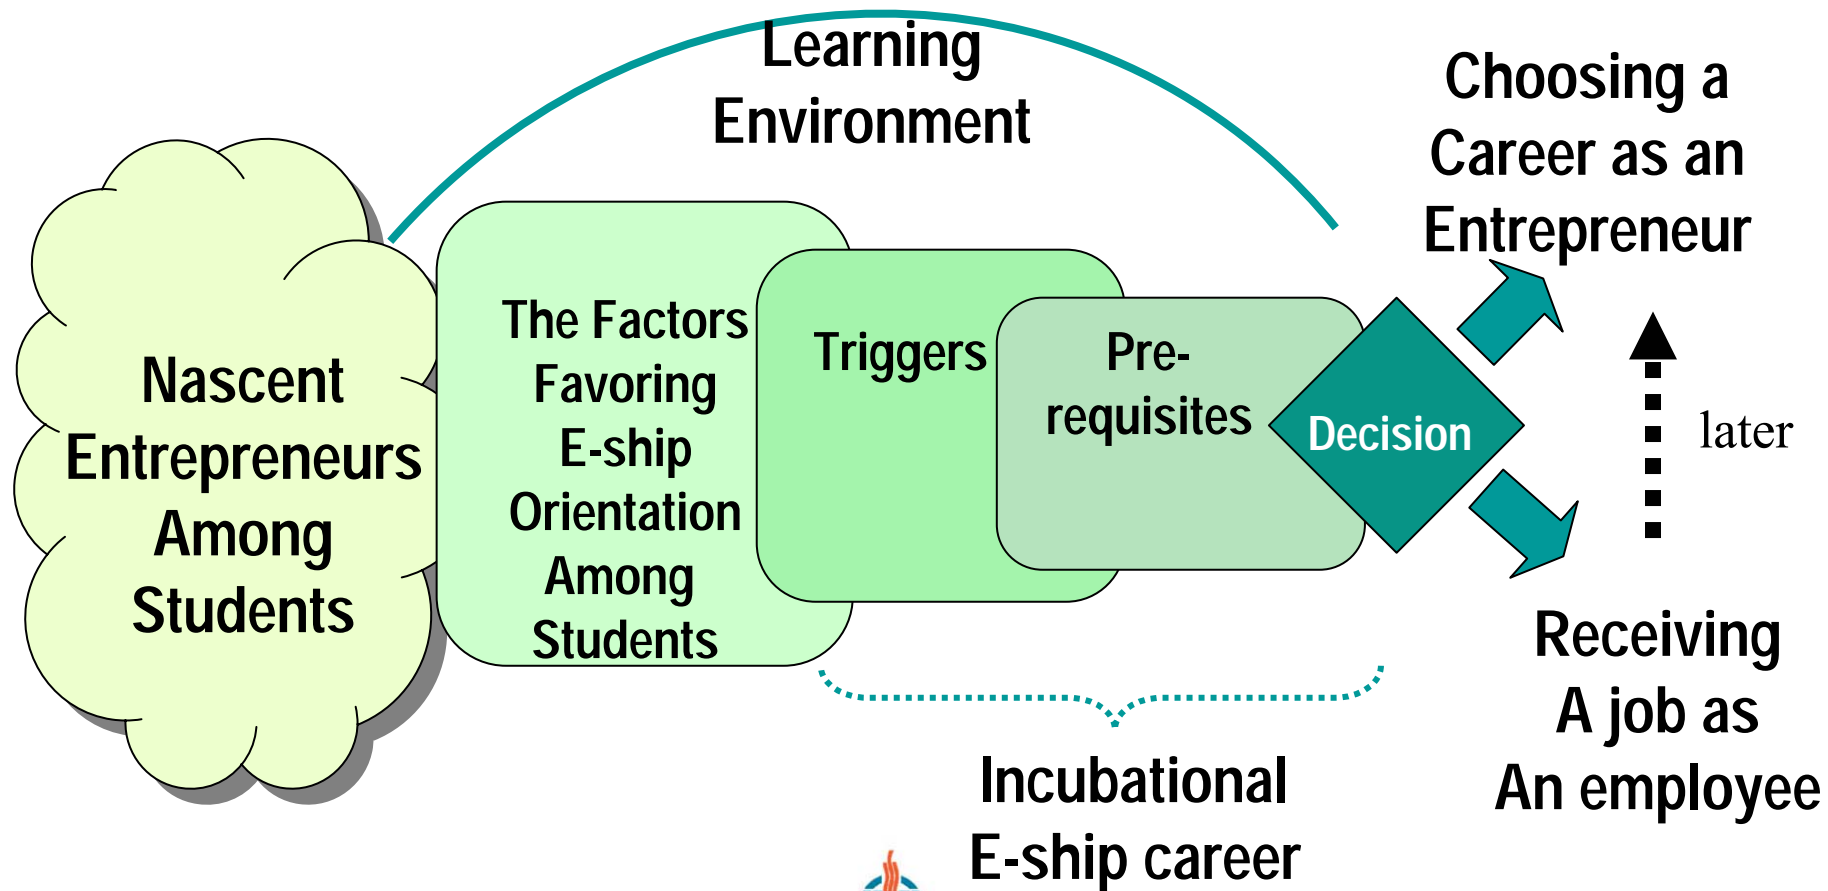 Learning
Environment
Choosing a
Career as an
Entrepreneur
Nascent
Entrepreneurs
Among
Students
The Factors
Favoring
E-ship
Orientation
Among
Students
Triggers
Pre-
requisites
Decision
later
Receiving
A job as
An employee
Incubational
E-ship career